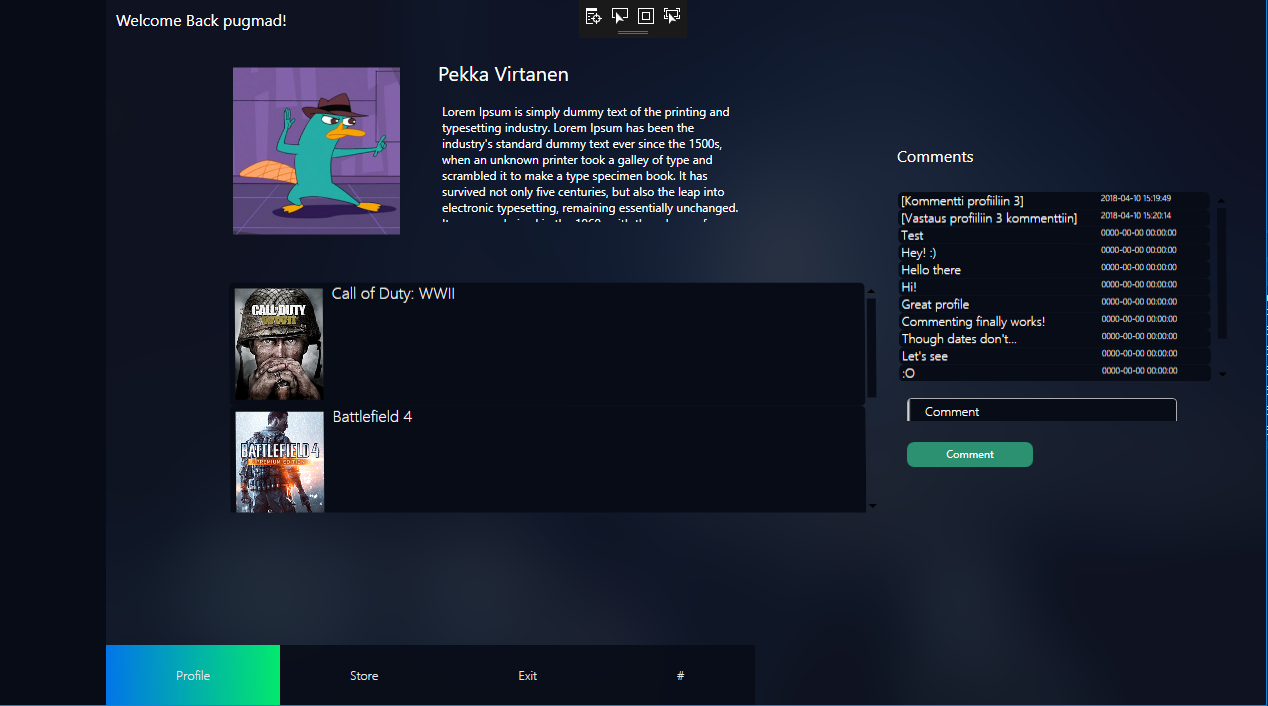 Welcome Back pugmad!
Pekka Virtanen
Lorem Ipsum is simply dummy text of the printing and
typesetting industry. Lorem Ipsum has been the
industry's standard dummy text ever since the 1500s,
when an unknown printer took a galley of type and
scrambled it to make a type specimen book. It has
survived not only five centuries, but also the leap into
electronic typesetting, remaining essentially unchanged.
Comments
[Kommentti profiiliin 3] 2018-04-10 15:19:49
[Vastaus profiiliin 3 kommenttiin] 2018-04-10 15:20:14
Test 0000-00-00 00:00:00
Hey! :) 0000-00-00 00:00:00
Hello there 0000-00-00 00:00:00
Hi! 0000-00-00 00:00:00
Great profile 0000-00-00 00:00:00
Commenting finally works! 0000-00-00 00:00:00
Though dates don't... 0000-00-00 00:00:00
Let's see 0000-00-00 00:00:00
:O 0000-00-00 00:00:00
Comment
Comment
Call of Duty: WWII
CALL OF DUTY
WWII
Battlefield 4
BATTLEFIELD 4
PREMIUM EDITION
Profile Store Exit #